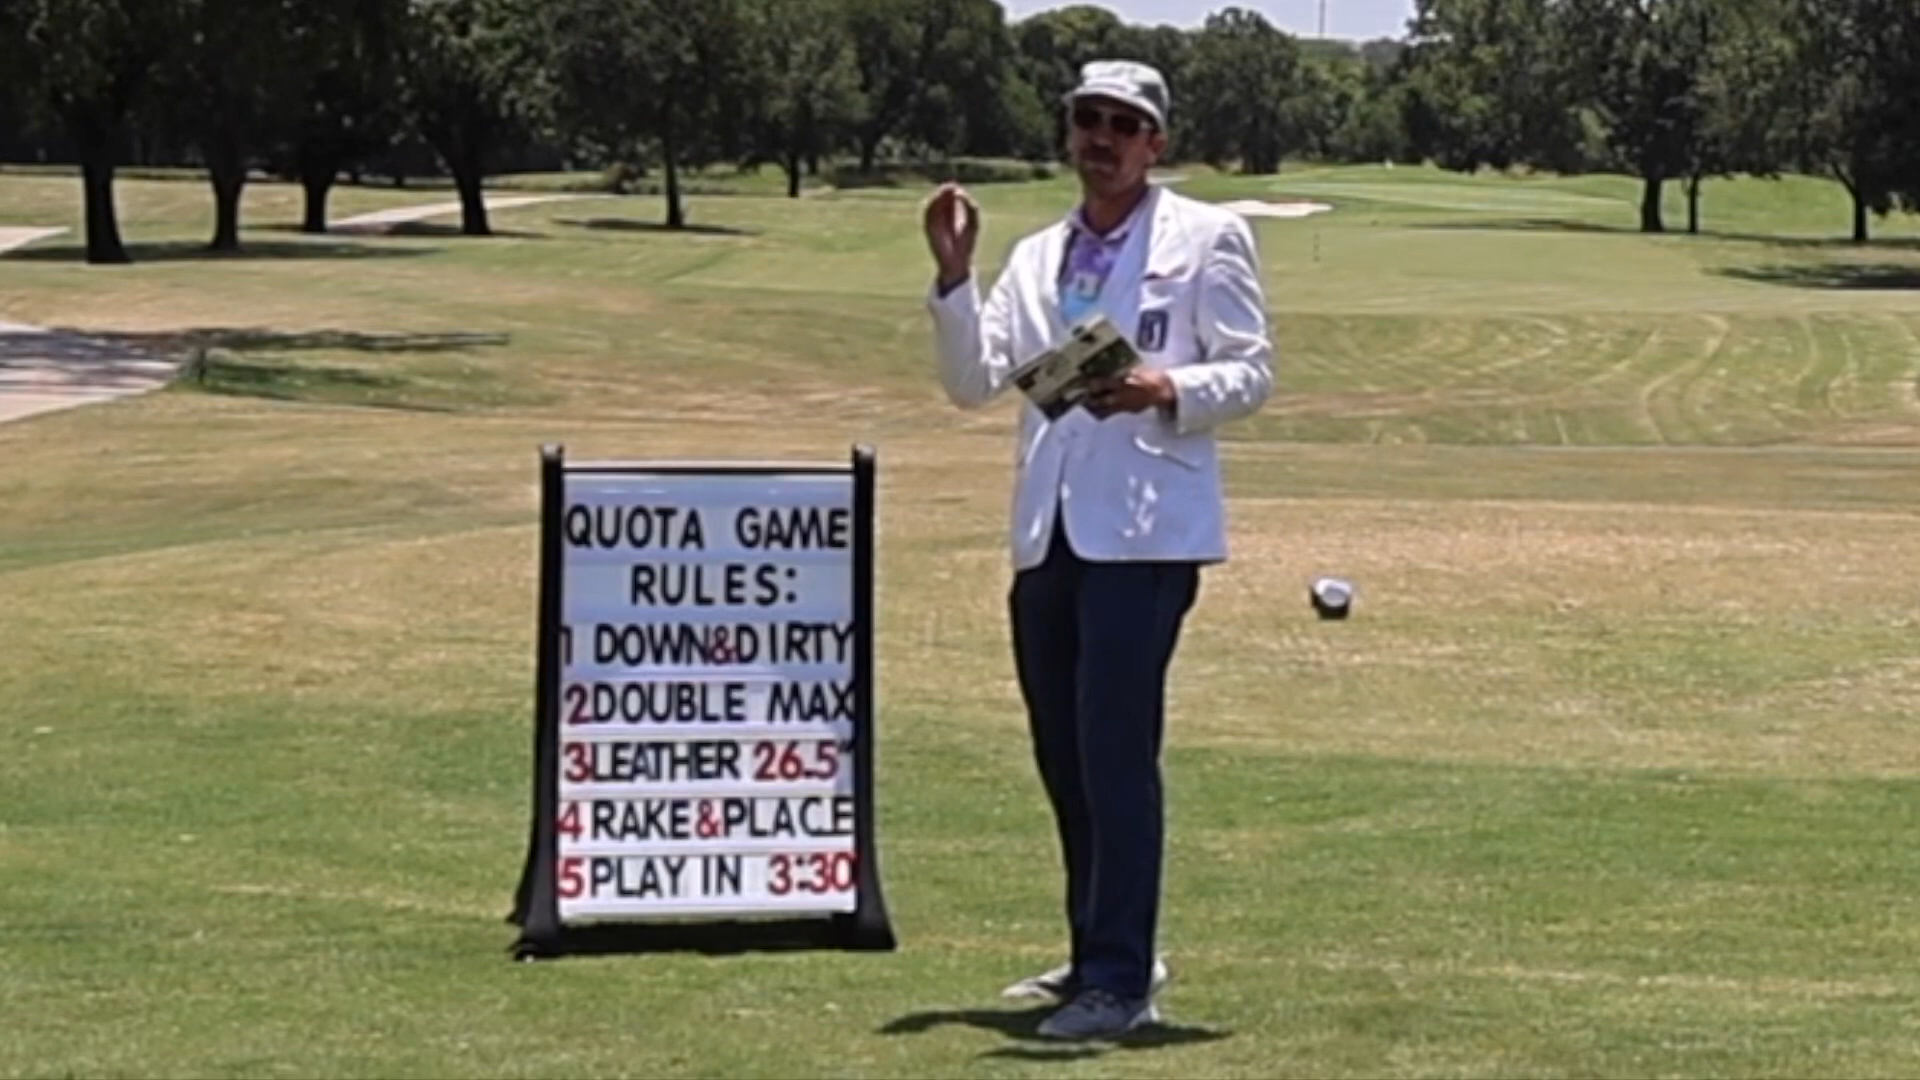 QUOTA GAME
RULES:
1 DOWN&DIRTY
2DOUBLE MAX
3LEATHER 26.5"
4 RAKE&PLACE
5PLAY IN 3:30